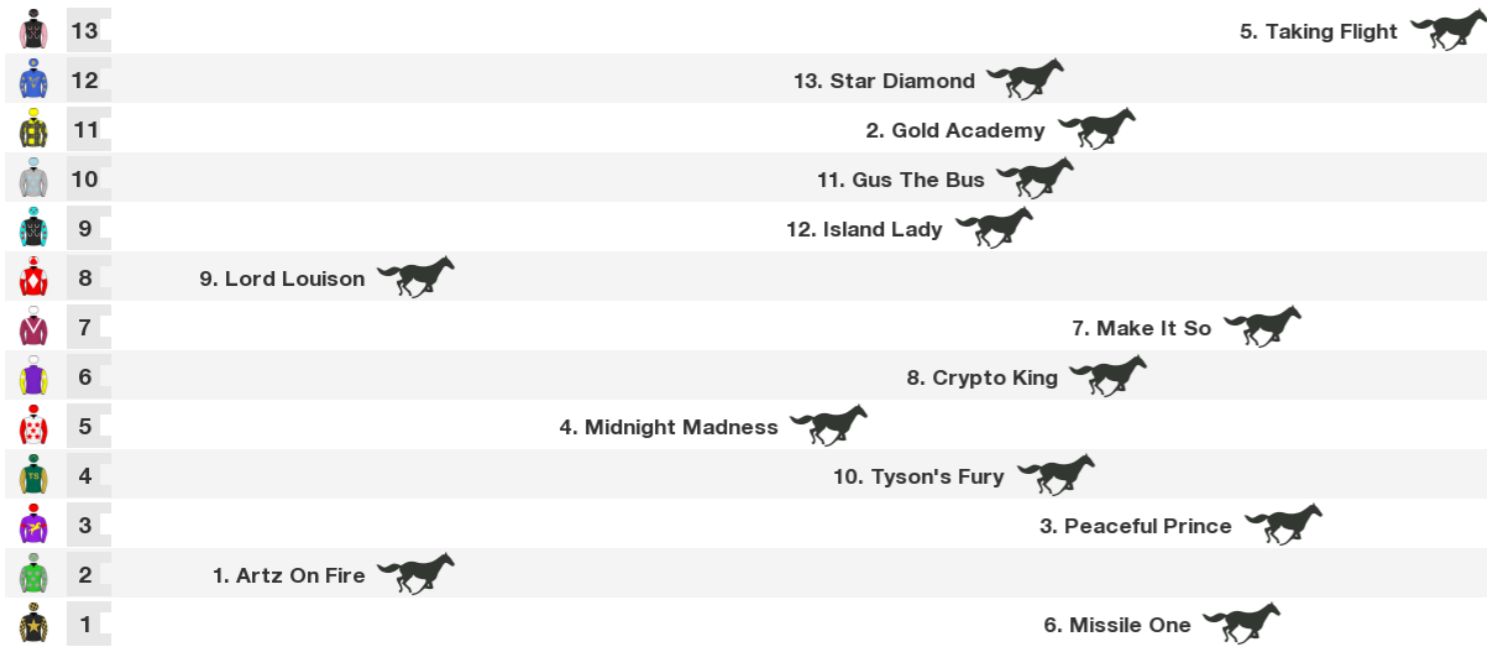 13 5. Taking Flight
12 13. Star Diamond
11 2. Gold Academy
10 11. Gus The Bus
9 12. Island Lady
8 9. Lord Louison
7 7. Make It So
6 8. Crypto King
5 4. Midnight Madness
TS 4 10. Tyson's Fury
3 3. Peaceful Prince
2 1. Artz On Fire
1 6. Missile One